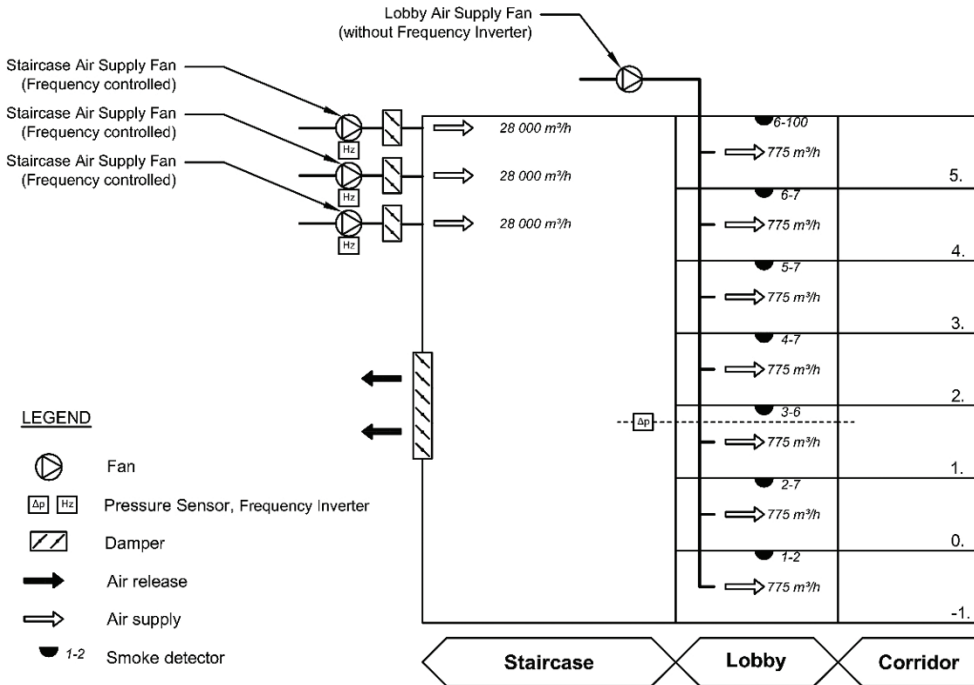 Lobby Air Supply Fan
(without Frequency Inverter)
Staircase Air Supply Fan
(Frequency controlled)
Staircase Air Supply Fan
(Frequency controlled)
Staircase Air Supply Fan
(Frequency controlled)
Hz
Hz
Hz
28 000 m³/h
28 000 m³/h
28 000 m³/h
6-100
775 m³/h
5.
6-7
775 m³/h
4.
5-7
775 m³/h
3.
4-7
775 m³/h
2.
3-6
Δp
775 m³/h
1.
2-7
775 m³/h
0.
1-2
775 m³/h
-1.
LEGEND
Fan
Δp Hz Pressure Sensor, Frequency Inverter
Damper
Air release
Air supply
1-2 Smoke detector
Staircase
Lobby
Corridor